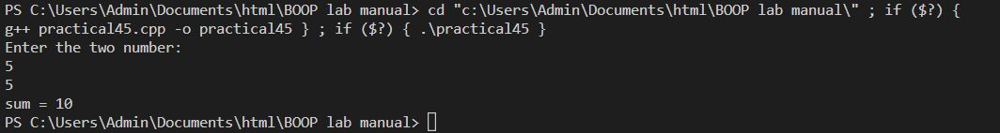 PS C:\Users\Admin\Documents\html\BOOP lab manual> cd "c:\Users\Admin\Documents\html\BOOP lab manual\" ; if ($?) {
g++ practical45.cpp -o practical45 } ; if ($?) { .\practical45 }
Enter the two number:
5
5
sum = 10
PS C:\Users\Admin\Documents\html\BOOP lab manual>